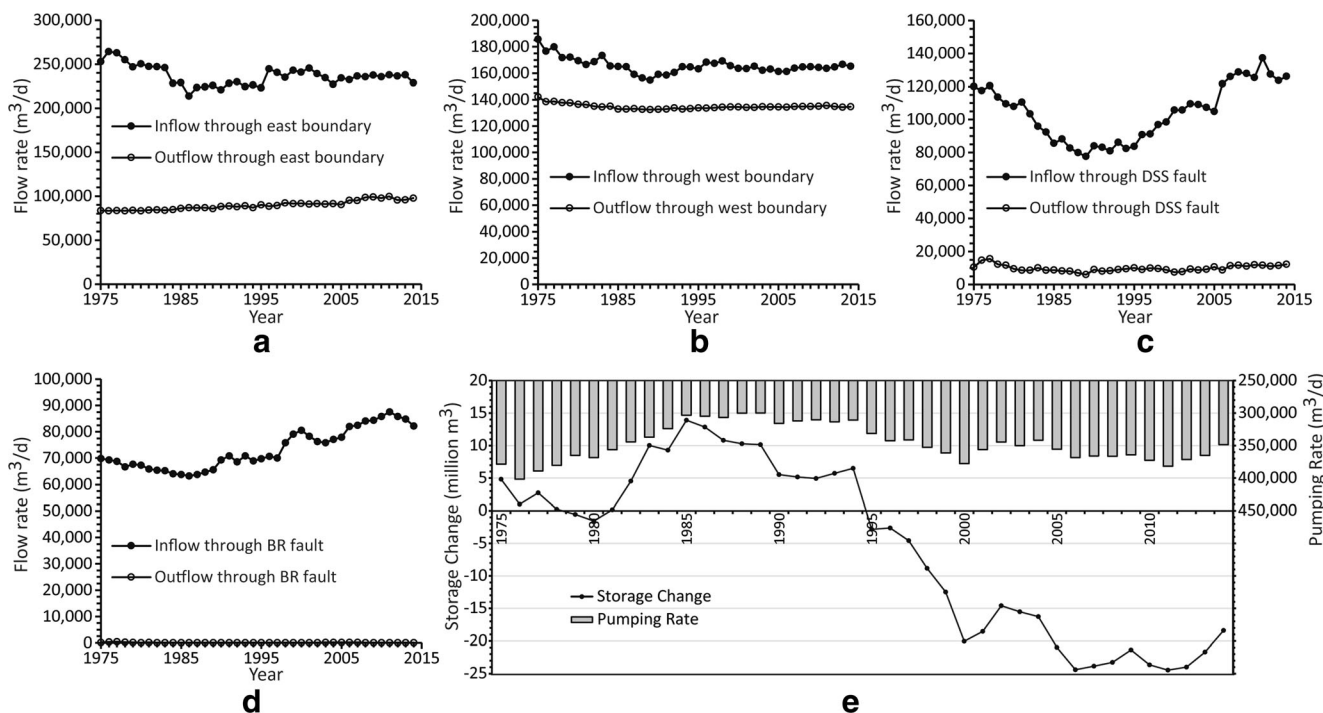 300,000
250,000
200,000
150,000
100,000
50,000
0
Flow rate (m³/d)
Inflow through east boundary
Outflow through east boundary
1975 1985 1995 2005 2015
Year
a
200,000
180,000
160,000
140,000
120,000
100,000
80,000
60,000
40,000
20,000
0
Flow rate (m³/d)
Inflow through west boundary
Outflow through west boundary
1975 1985 1995 2005 2015
Year
b
160,000
140,000
120,000
100,000
80,000
60,000
40,000
20,000
0
Flow rate (m³/d)
Inflow through DSS fault
Outflow through DSS fault
1975 1985 1995 2005 2015
Year
c
100,000
90,000
80,000
70,000
60,000
50,000
40,000
30,000
20,000
10,000
0
Flow rate (m³/d)
Inflow through BR fault
Outflow through BR fault
1975 1985 1995 2005 2015
Year
d
20
15
10
5
0
-5
-10
-15
-20
-25
Storage Change (million m³)
1975 1980 1985 1990 1995 2000 2005 2010
Storage Change
Pumping Rate
250,000
300,000
350,000
400,000
450,000
Pumping Rate (m³/d)
e